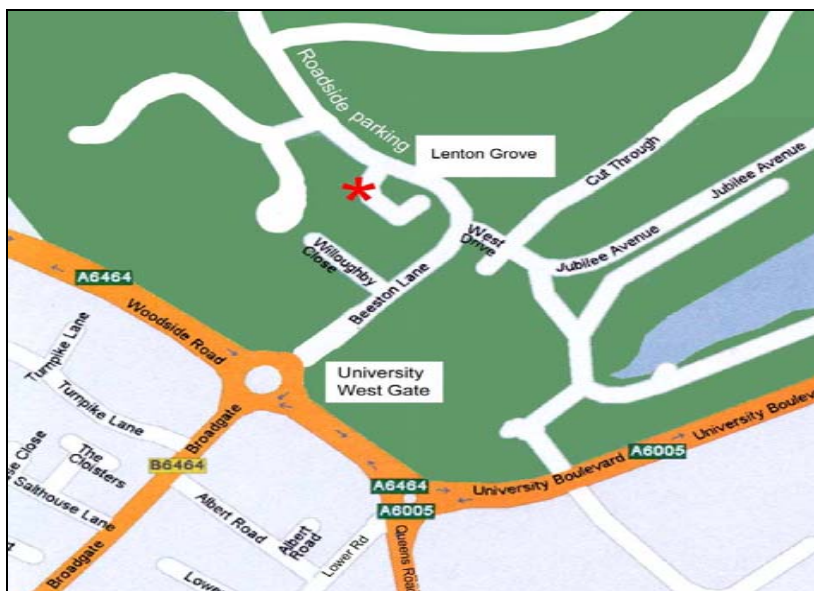 Roadside parking
Lenton Grove
Cut Through
Jubilee Avenue
West
Drive
Jubilee Avenue
Willoughby
Close
Beeston Lane
A6464
Woodside Road
University
West Gate
Turnpike Lane
Turnpike Lane
Broadgate
B6464
The
Cloisters
se Close
Salthouse Lane
Albert Road
Albert
Road
Lower Rd
Lowe
Broadgate
A6464
A6005
Queens Road
University Boulevard
A6005
University Boulev